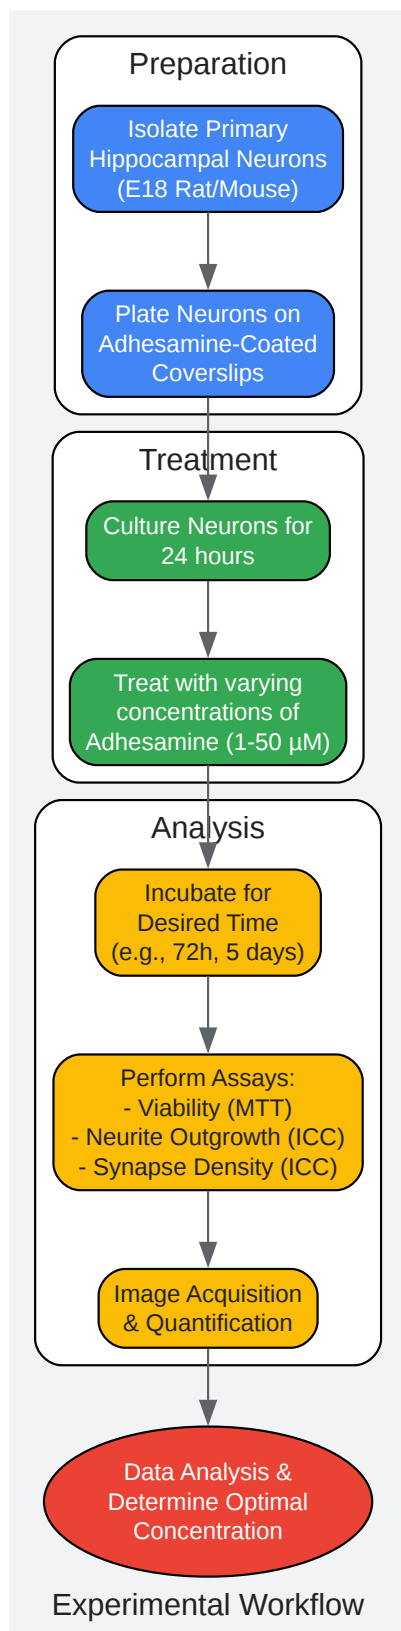 Preparation
Isolate Primary
Hippocampal Neurons
(E18 Rat/Mouse)
Plate Neurons on
Adhesamine-Coated
Coverslips
Treatment
Culture Neurons for
24 hours
Treat with varying
concentrations of
Adhesamine (1-50 µM)
Analysis
Incubate for
Desired Time
(e.g., 72h, 5 days)
Perform Assays:
- Viability (MTT)
- Neurite Outgrowth (ICC)
- Synapse Density (ICC)
Image Acquisition
& Quantification
Data Analysis &
Determine Optimal
Concentration
Experimental Workflow